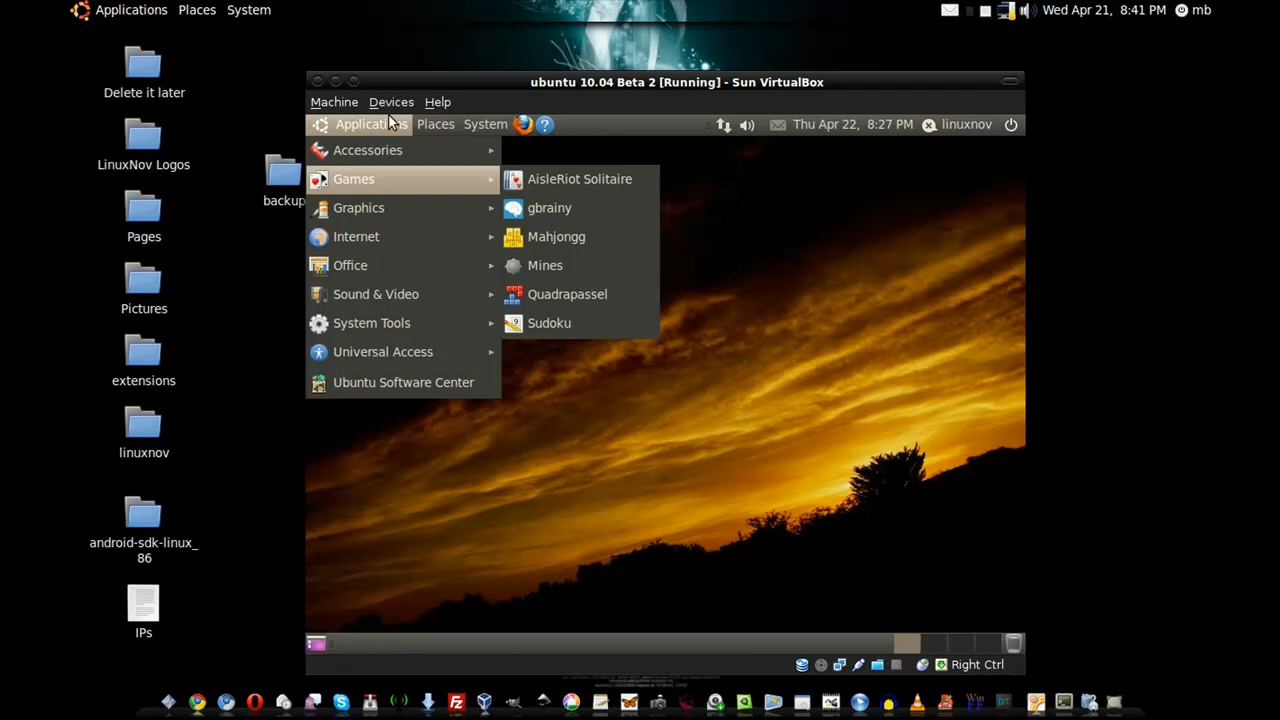 Applications Places System
Wed Apr 21, 8:41 PM mb
Delete it later
LinuxNov Logos
Pages
Pictures
extensions
linuxnov
android-sdk-linux_
86
IPs
backup
ubuntu 10.04 Beta 2 [Running] - Sun VirtualBox
Machine Devices Help
Applications Places System
Thu Apr 22, 8:27 PM linuxnov
Accessories
Games
Graphics
Internet
Office
Sound & Video
System Tools
Universal Access
Ubuntu Software Center
AisleRiot Solitaire
gbrainy
Mahjongg
Mines
Quadrapassel
Sudoku
Right Ctrl